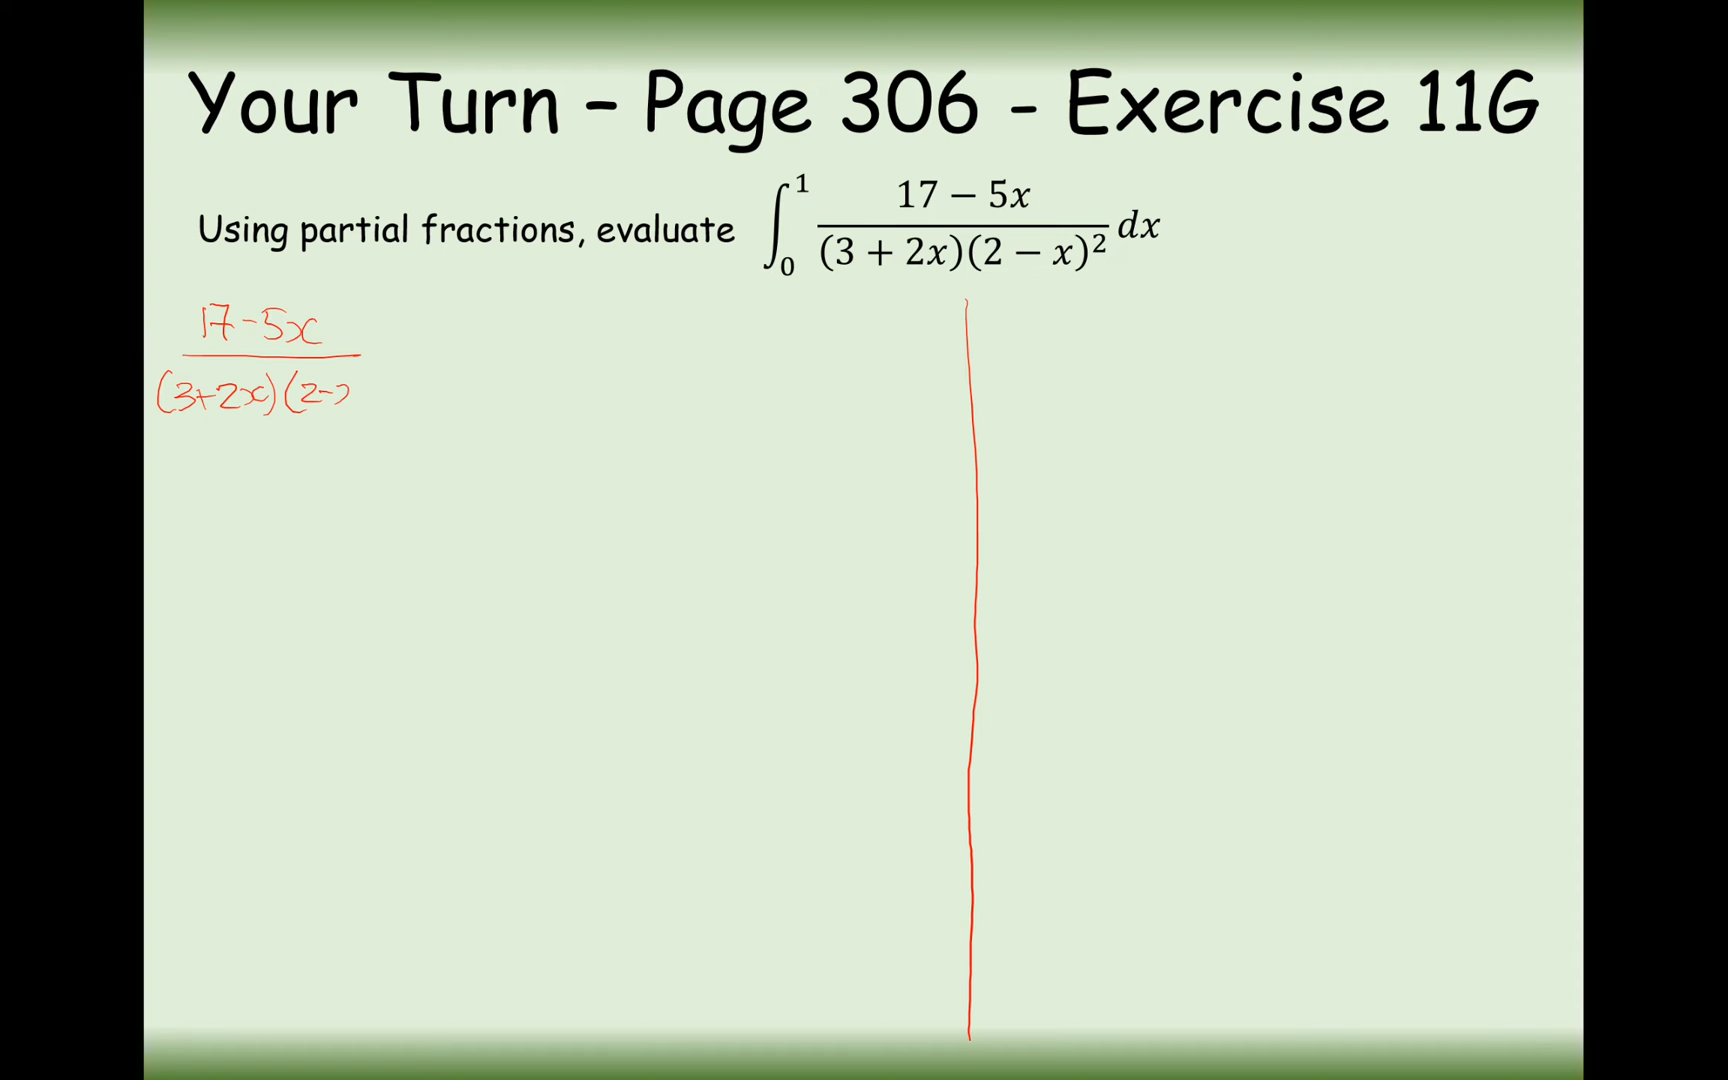 Your Turn – Page 306 - Exercise 11G
Using partial fractions, evaluate ∫₀¹ (17 − 5x)/((3 + 2x)(2 − x)²) dx
17-5x
(3+2x)(2-